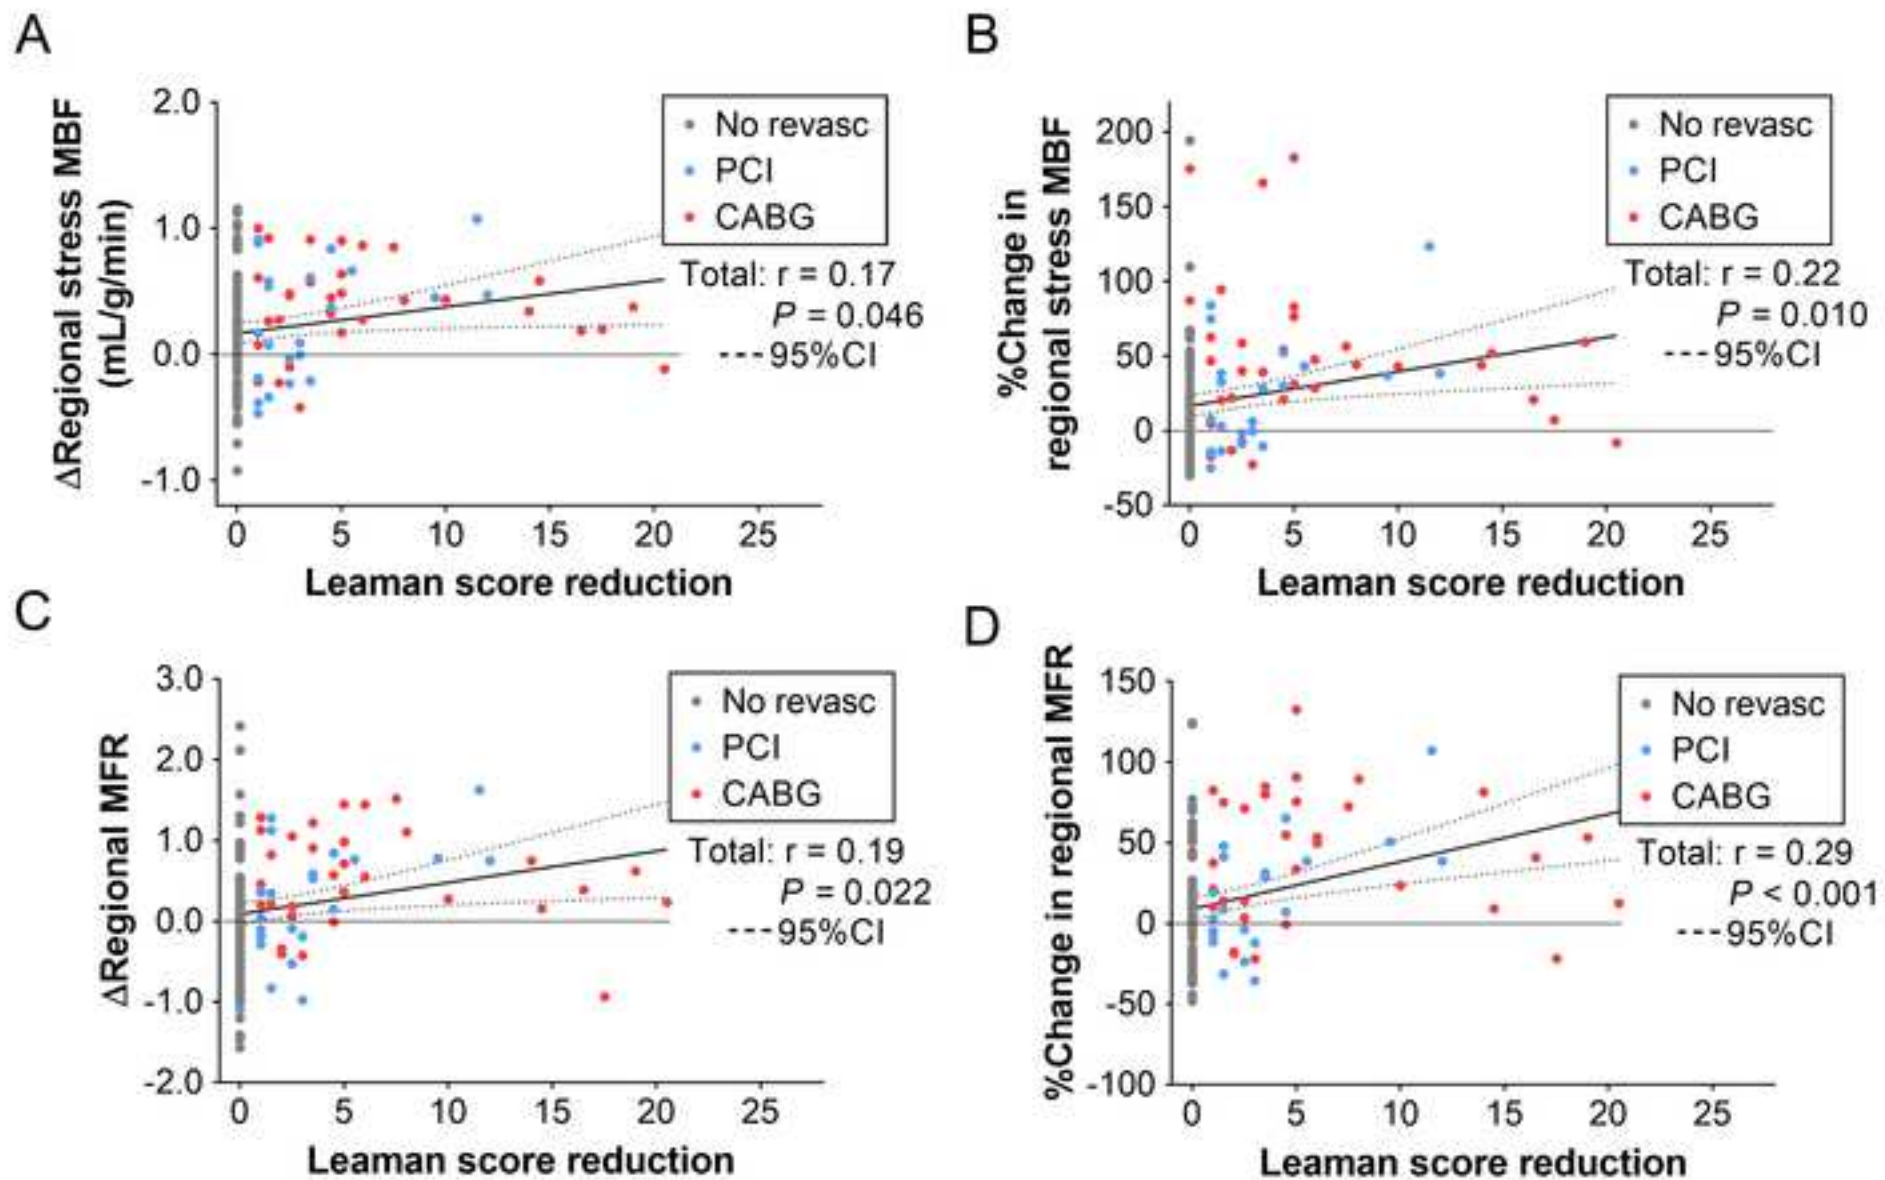 A
ΔRegional stress MBF
(mL/g/min)
2.0
1.0
0.0
-1.0
0 5 10 15 20 25
Leaman score reduction
No revasc
PCI
CABG
Total: r = 0.17
P = 0.046
---95%CI
B
%Change in
regional stress MBF
200
150
100
50
0
-50
0 5 10 15 20 25
Leaman score reduction
No revasc
PCI
CABG
Total: r = 0.22
P = 0.010
---95%CI
C
ΔRegional MFR
3.0
2.0
1.0
0.0
-1.0
-2.0
0 5 10 15 20 25
Leaman score reduction
No revasc
PCI
CABG
Total: r = 0.19
P = 0.022
---95%CI
D
%Change in regional MFR
150
100
50
0
-50
-100
0 5 10 15 20 25
Leaman score reduction
No revasc
PCI
CABG
Total: r = 0.29
P < 0.001
---95%CI